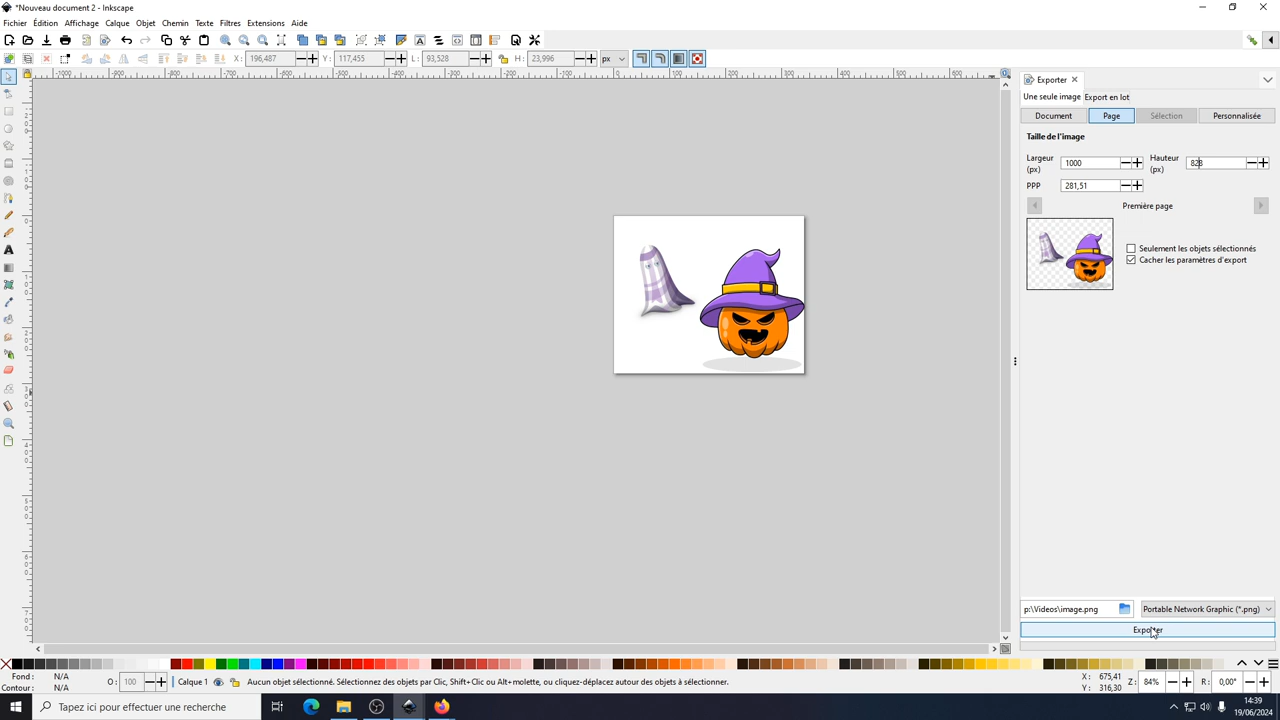 *Nouveau document 2 - Inkscape
Fichier Édition Affichage Calque Objet Chemin Texte Filtres Extensions Aide
X : 196,487 Y : 117,455 L : 93,528 H : 23,996 px
Exporter
Une seule image Export en lot
Document Page Sélection Personnalisée
Taille de l'image
Largeur (px) 1000 Hauteur (px) 828
PPP 281,51
Première page
Seulement les objets sélectionnés
Cacher les paramètres d'export
p:\Videos\image.png Portable Network Graphic (*.png)
Exporter
Fond : N/A
Contour : N/A
O : 100
Calque 1
Aucun objet sélectionné. Sélectionnez des objets par Clic, Shift+Clic ou Alt+molette, ou cliquez-déplacez autour des objets à sélectionner.
X : 675,41
Y : 316,30
Z : 84%
R : 0,00°
Tapez ici pour effectuer une recherche
14:39
19/06/2024